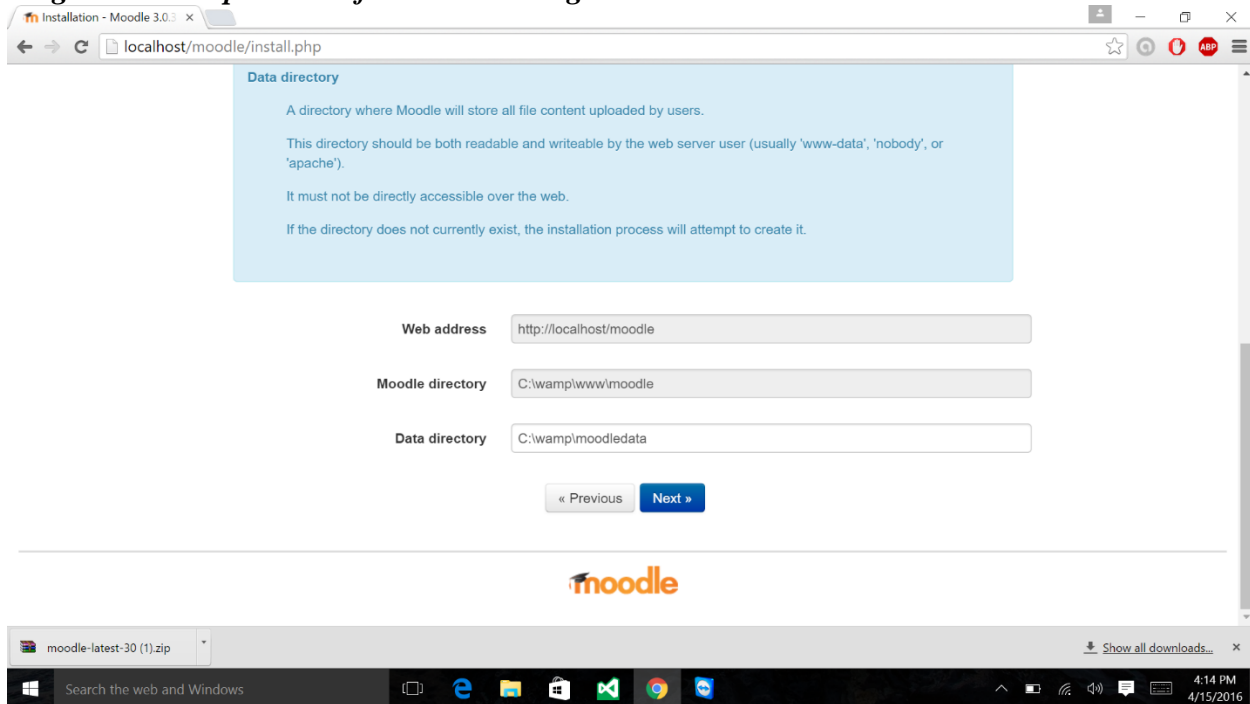 Installation - Moodle 3.0.3
localhost/moodle/install.php
ABP
Data directory
A directory where Moodle will store all file content uploaded by users.
This directory should be both readable and writeable by the web server user (usually 'www-data', 'nobody', or
'apache').
It must not be directly accessible over the web.
If the directory does not currently exist, the installation process will attempt to create it.
Web address
http://localhost/moodle
Moodle directory
C:\wamp\www\moodle
Data directory
C:\wamp\moodledata
« Previous
Next »
moodle
moodle-latest-30 (1).zip
Show all downloads...
Search the web and Windows
4:14 PM
4/15/2016